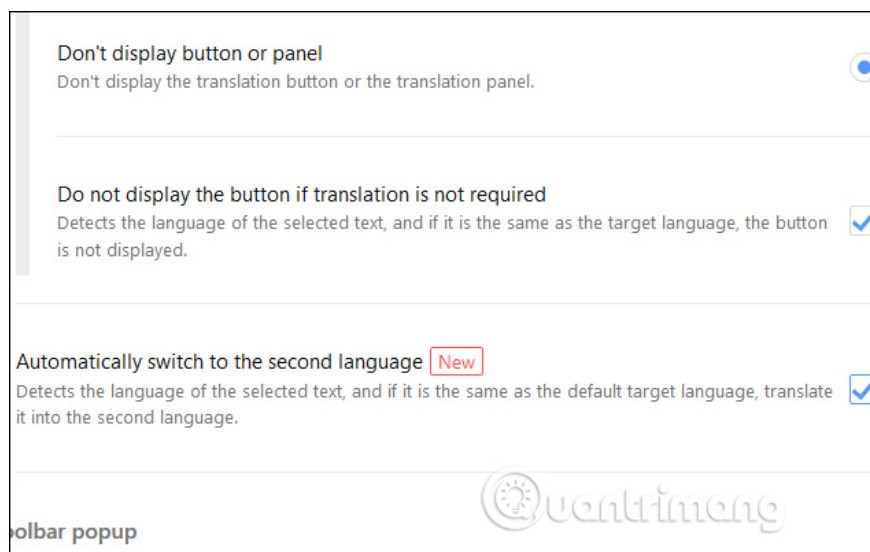 Don't display button or panel
Don't display the translation button or the translation panel.
Do not display the button if translation is not required
Detects the language of the selected text, and if it is the same as the target language, the button
is not displayed.
Automatically switch to the second language New
Detects the language of the selected text, and if it is the same as the default target language, translate
it into the second language.
Quantrimang
olbar popup